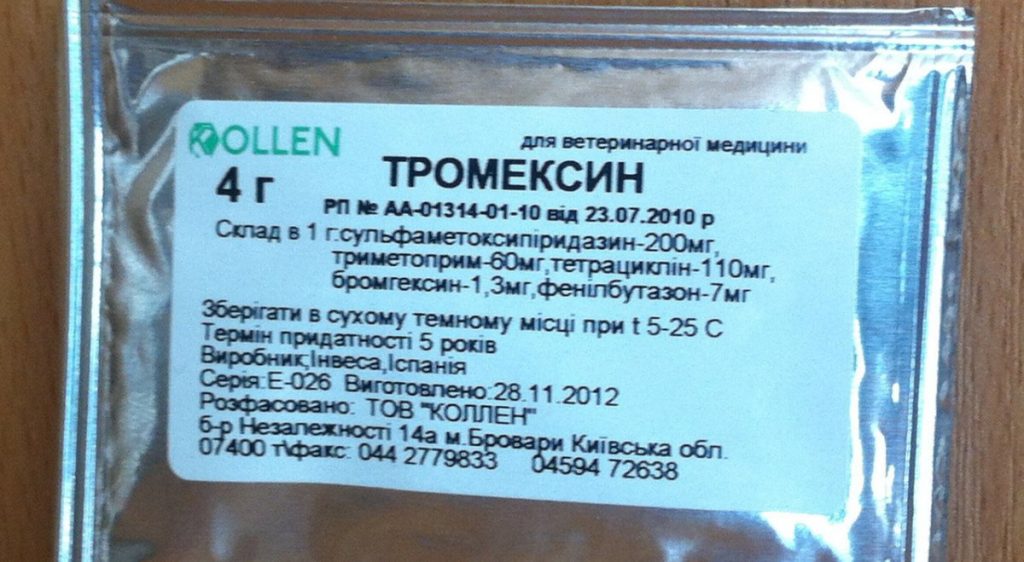 KOLLEN
для ветеринарної медицини
4 г
ТРОМЕКСИН
РП № АА-01314-01-10 від 23.07.2010 р
Склад в 1 г:сульфаметоксипіридазин-200мг,
триметоприм-60мг,тетрациклін-110мг,
бромгексин-1,3мг,фенілбутазон-7мг
Зберігати в сухому темному місці при t 5-25 С
Термін придатності 5 років
Виробник;Інвеса,Іспанія
Серія:Е-026 Виготовлено:28.11.2012
Розфасовано: ТОВ "КОЛЛЕН"
б-р Незалежності 14а м.Бровари Київська обл.
07400 т\факс: 044 2779833 04594 72638